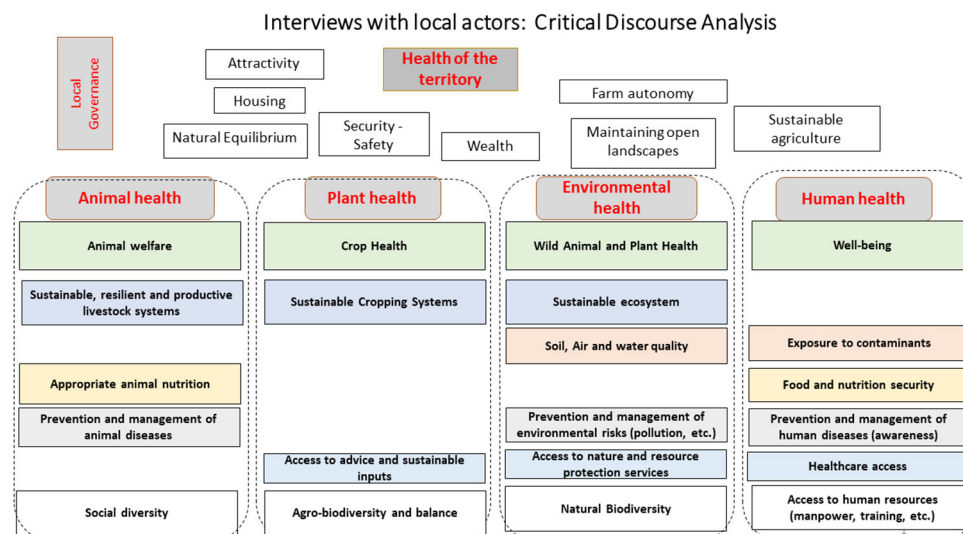 Interviews with local actors: Critical Discourse Analysis
Local
Governance
Attractivity
Health of the
territory
Housing
Farm autonomy
Natural Equilibrium
Security -
Safety
Wealth
Maintaining open
landscapes
Sustainable
agriculture
Animal health
Plant health
Environmental
health
Human health
Animal welfare
Crop Health
Wild Animal and Plant Health
Well-being
Sustainable, resilient and productive
livestock systems
Sustainable Cropping Systems
Sustainable ecosystem
Soil, Air and water quality
Exposure to contaminants
Appropriate animal nutrition
Food and nutrition security
Prevention and management of
animal diseases
Prevention and management of
environmental risks (pollution, etc.)
Prevention and management of
human diseases (awareness)
Access to advice and sustainable
inputs
Access to nature and resource
protection services
Healthcare access
Social diversity
Agro-biodiversity and balance
Natural Biodiversity
Access to human resources
(manpower, training, etc.)